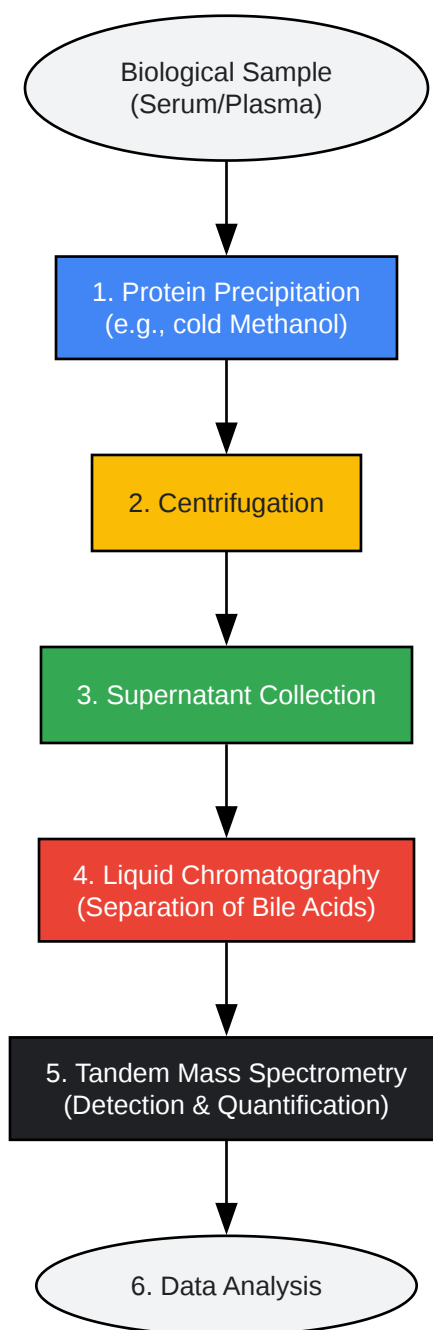 Biological Sample
(Serum/Plasma)
1. Protein Precipitation
(e.g., cold Methanol)
2. Centrifugation
3. Supernatant Collection
4. Liquid Chromatography
(Separation of Bile Acids)
5. Tandem Mass Spectrometry
(Detection & Quantification)
6. Data Analysis